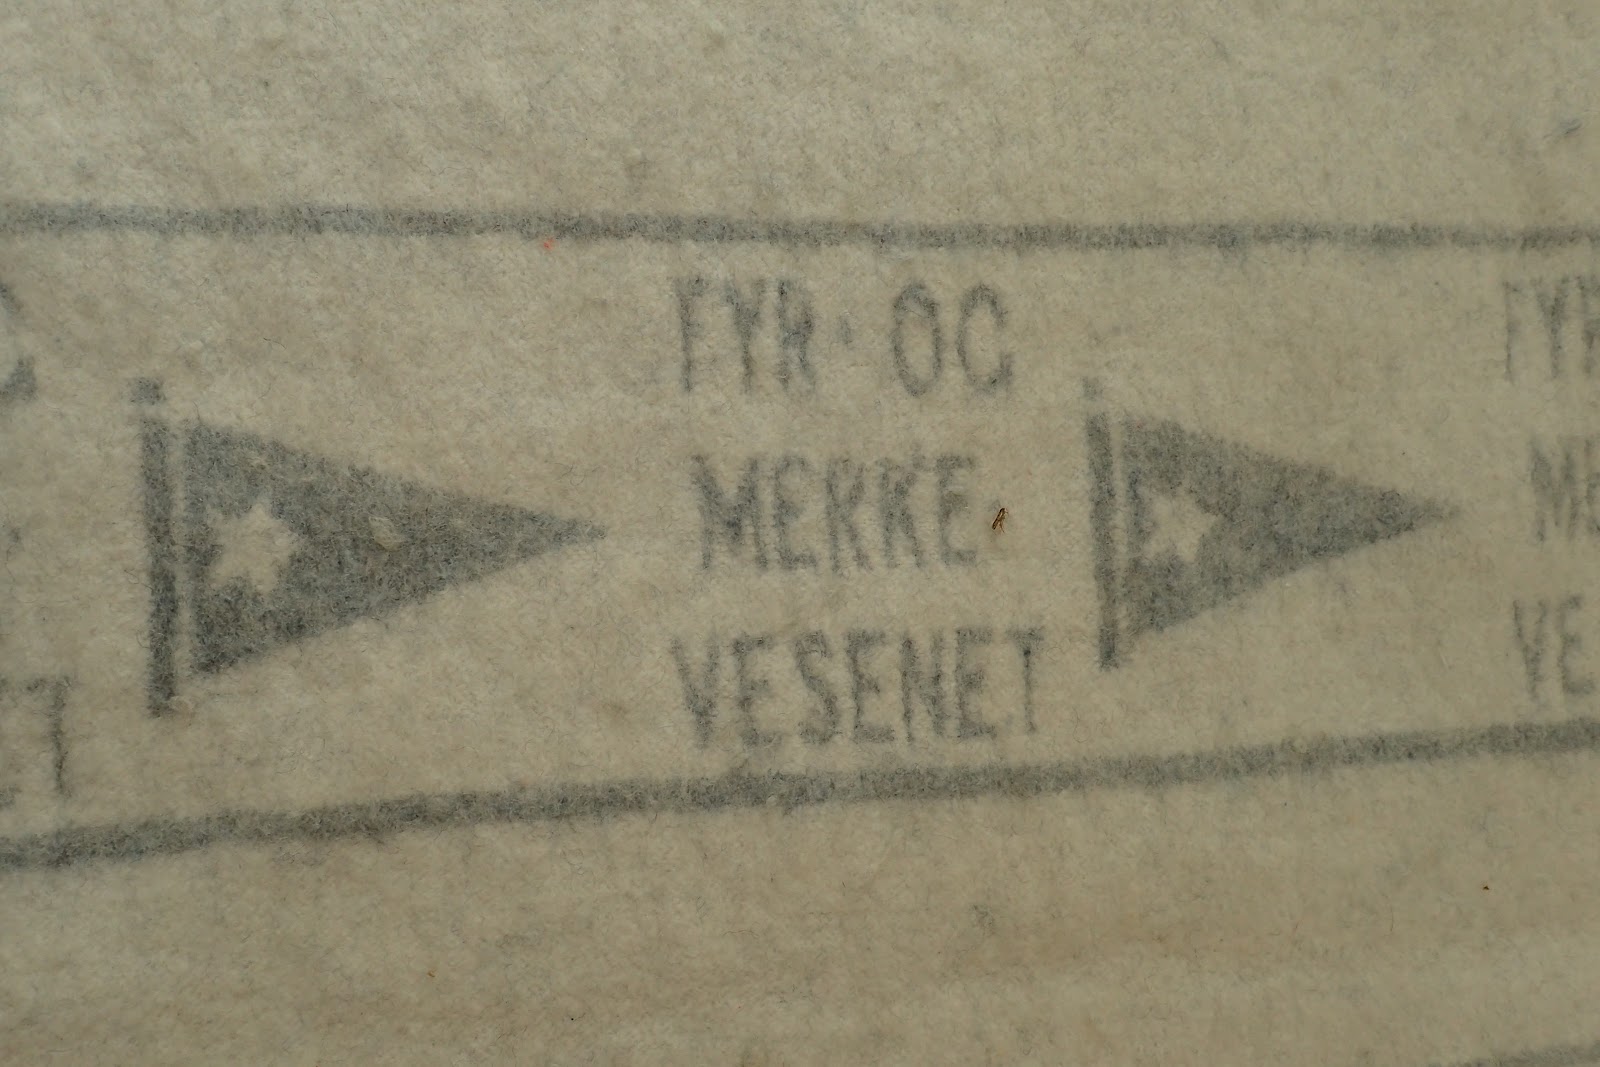 FYR· OG
MERKE
VESENET